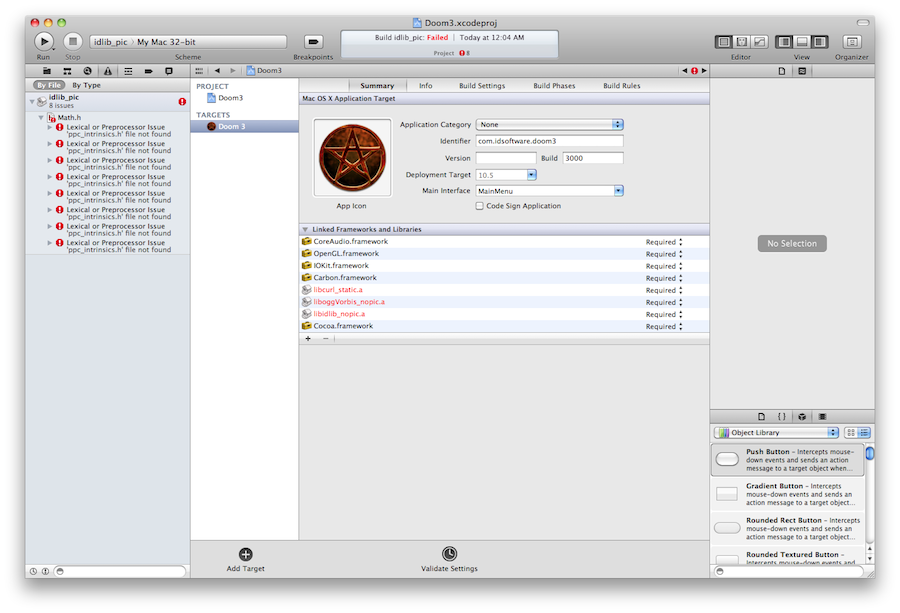 Doom3.xcodeproj
Run
Stop
idlib_pic
My Mac 32-bit
Scheme
Breakpoints
Build idlib_pic: Failed | Today at 12:04 AM
Project 8
Editor
View
Organizer
Doom3
By File
By Type
idlib_pic
8 issues
Math.h
Lexical or Preprocessor Issue
'ppc_intrinsics.h' file not found
Lexical or Preprocessor Issue
'ppc_intrinsics.h' file not found
Lexical or Preprocessor Issue
'ppc_intrinsics.h' file not found
Lexical or Preprocessor Issue
'ppc_intrinsics.h' file not found
Lexical or Preprocessor Issue
'ppc_intrinsics.h' file not found
Lexical or Preprocessor Issue
'ppc_intrinsics.h' file not found
Lexical or Preprocessor Issue
'ppc_intrinsics.h' file not found
Lexical or Preprocessor Issue
'ppc_intrinsics.h' file not found
PROJECT
Doom3
TARGETS
Doom 3
Summary
Info
Build Settings
Build Phases
Build Rules
Mac OS X Application Target
App Icon
Application Category None
Identifier com.idsoftware.doom3
Version Build 3000
Deployment Target 10.5
Main Interface MainMenu
Code Sign Application
Linked Frameworks and Libraries
CoreAudio.framework Required
OpenGL.framework Required
IOKit.framework Required
Carbon.framework Required
libcurl_static.a Required
liboggVorbis_nopic.a Required
libidlib_nopic.a Required
Cocoa.framework Required
+ −
Add Target
Validate Settings
No Selection
{ }
Object Library
Push Button – Intercepts mouse-
down events and sends an action
message to a target object when...
Gradient Button – Intercepts
mouse-down events and sends an
action message to a target object...
Rounded Rect Button – Intercepts
mouse-down events and sends an
action message to a target object...
Rounded Textured Button –
Intercepts mouse-down events and